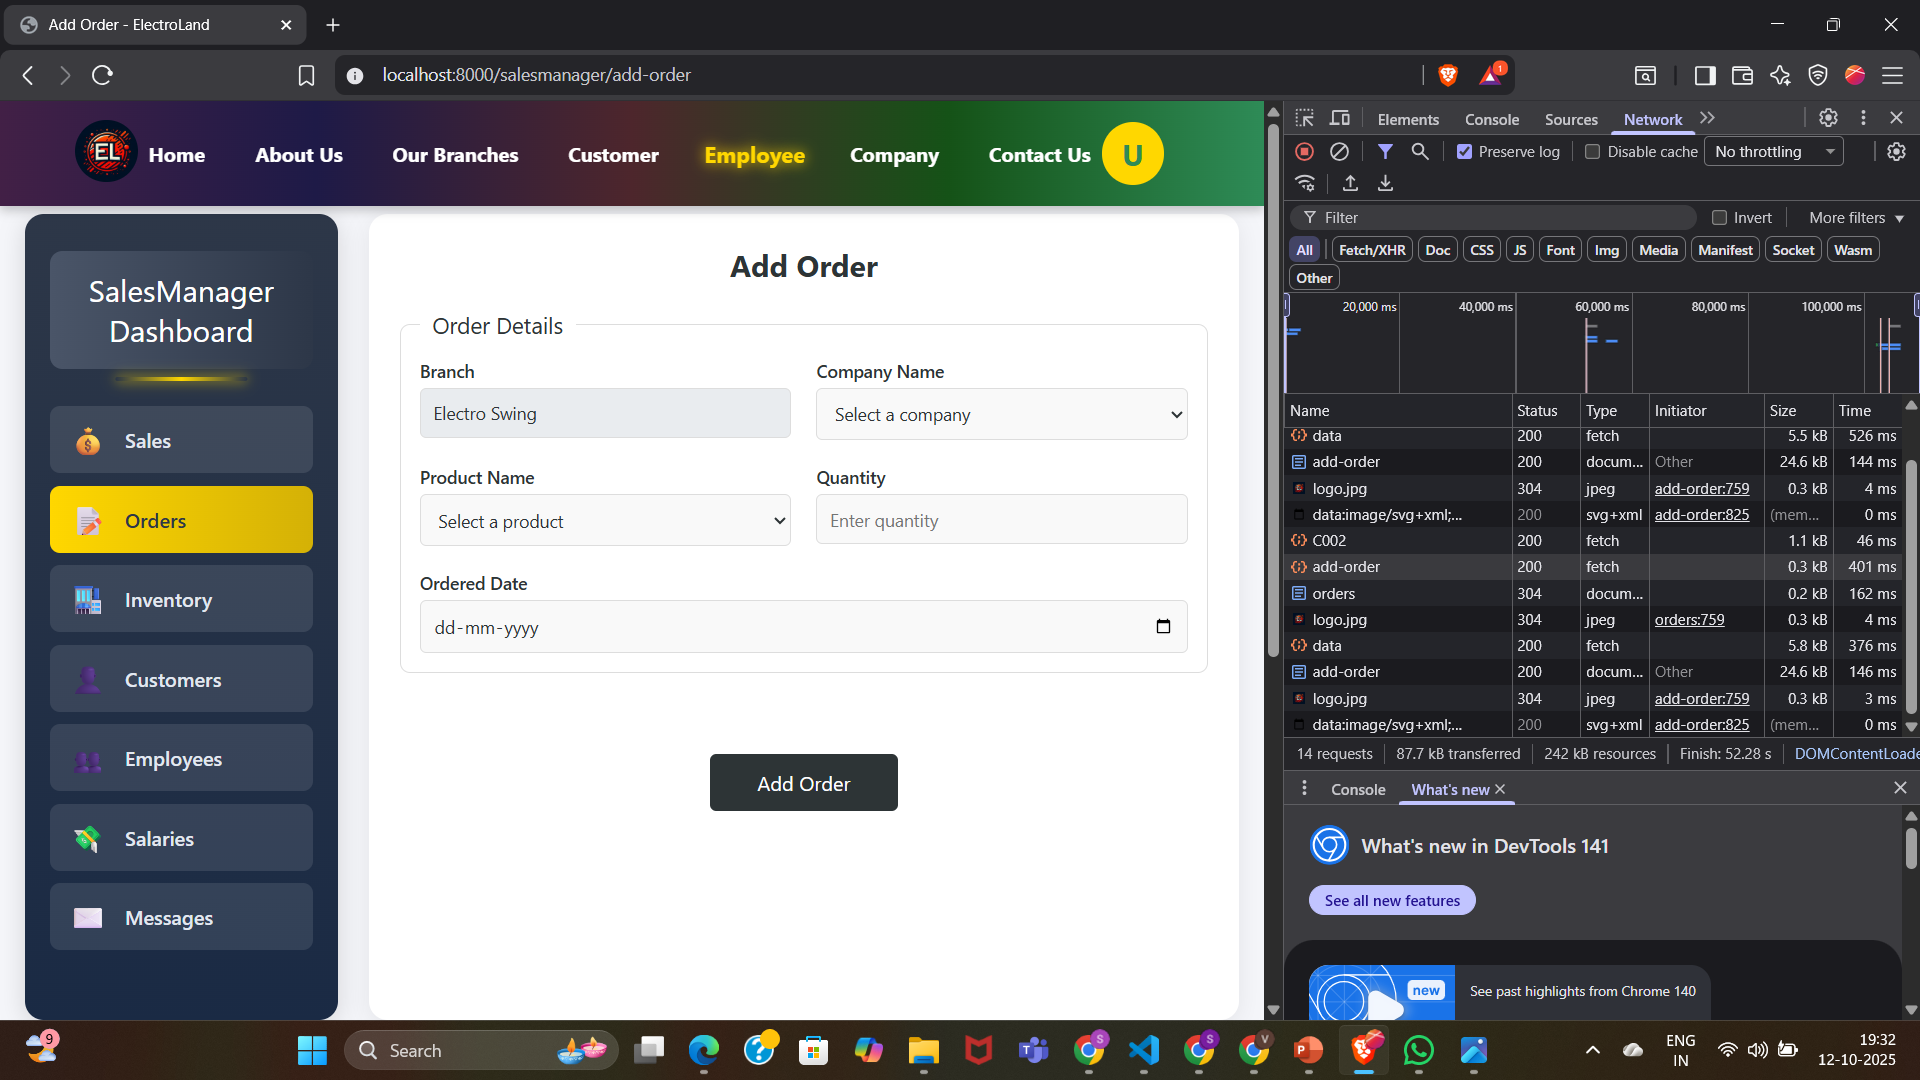 Add Order - ElectroLand
localhost:8000/salesmanager/add-order
1
EL
Home
About Us
Our Branches
Customer
Employee
Company
Contact Us
U
SalesManager
Dashboard
Sales
Orders
Inventory
Customers
Employees
Salaries
Messages
Add Order
Order Details
Branch
Company Name
Electro Swing
Select a company
Product Name
Quantity
Select a product
Enter quantity
Ordered Date
dd-mm-yyyy
Add Order
Elements
Console
Sources
Network
Preserve log
Disable cache
No throttling
Filter
Invert
More filters
All
Fetch/XHR
Doc
CSS
JS
Font
Img
Media
Manifest
Socket
Wasm
Other
20,000 ms
40,000 ms
60,000 ms
80,000 ms
100,000 ms
Name Status Type Initiator Size Time
data 200 fetch 5.5 kB 526 ms
add-order 200 docum... Other 24.6 kB 144 ms
logo.jpg 304 jpeg add-order:759 0.3 kB 4 ms
data:image/svg+xml;... 200 svg+xml add-order:825 (mem... 0 ms
C002 200 fetch 1.1 kB 46 ms
add-order 200 fetch 0.3 kB 401 ms
orders 304 docum... 0.2 kB 162 ms
logo.jpg 304 jpeg orders:759 0.3 kB 4 ms
data 200 fetch 5.8 kB 376 ms
add-order 200 docum... Other 24.6 kB 146 ms
logo.jpg 304 jpeg add-order:759 0.3 kB 3 ms
data:image/svg+xml;... 200 svg+xml add-order:825 (mem... 0 ms
14 requests
87.7 kB transferred
242 kB resources
Finish: 52.28 s
DOMContentLoade
Console
What's new
What's new in DevTools 141
See all new features
new
See past highlights from Chrome 140
9
Search
S
S
V
ENG
IN
19:32
12-10-2025